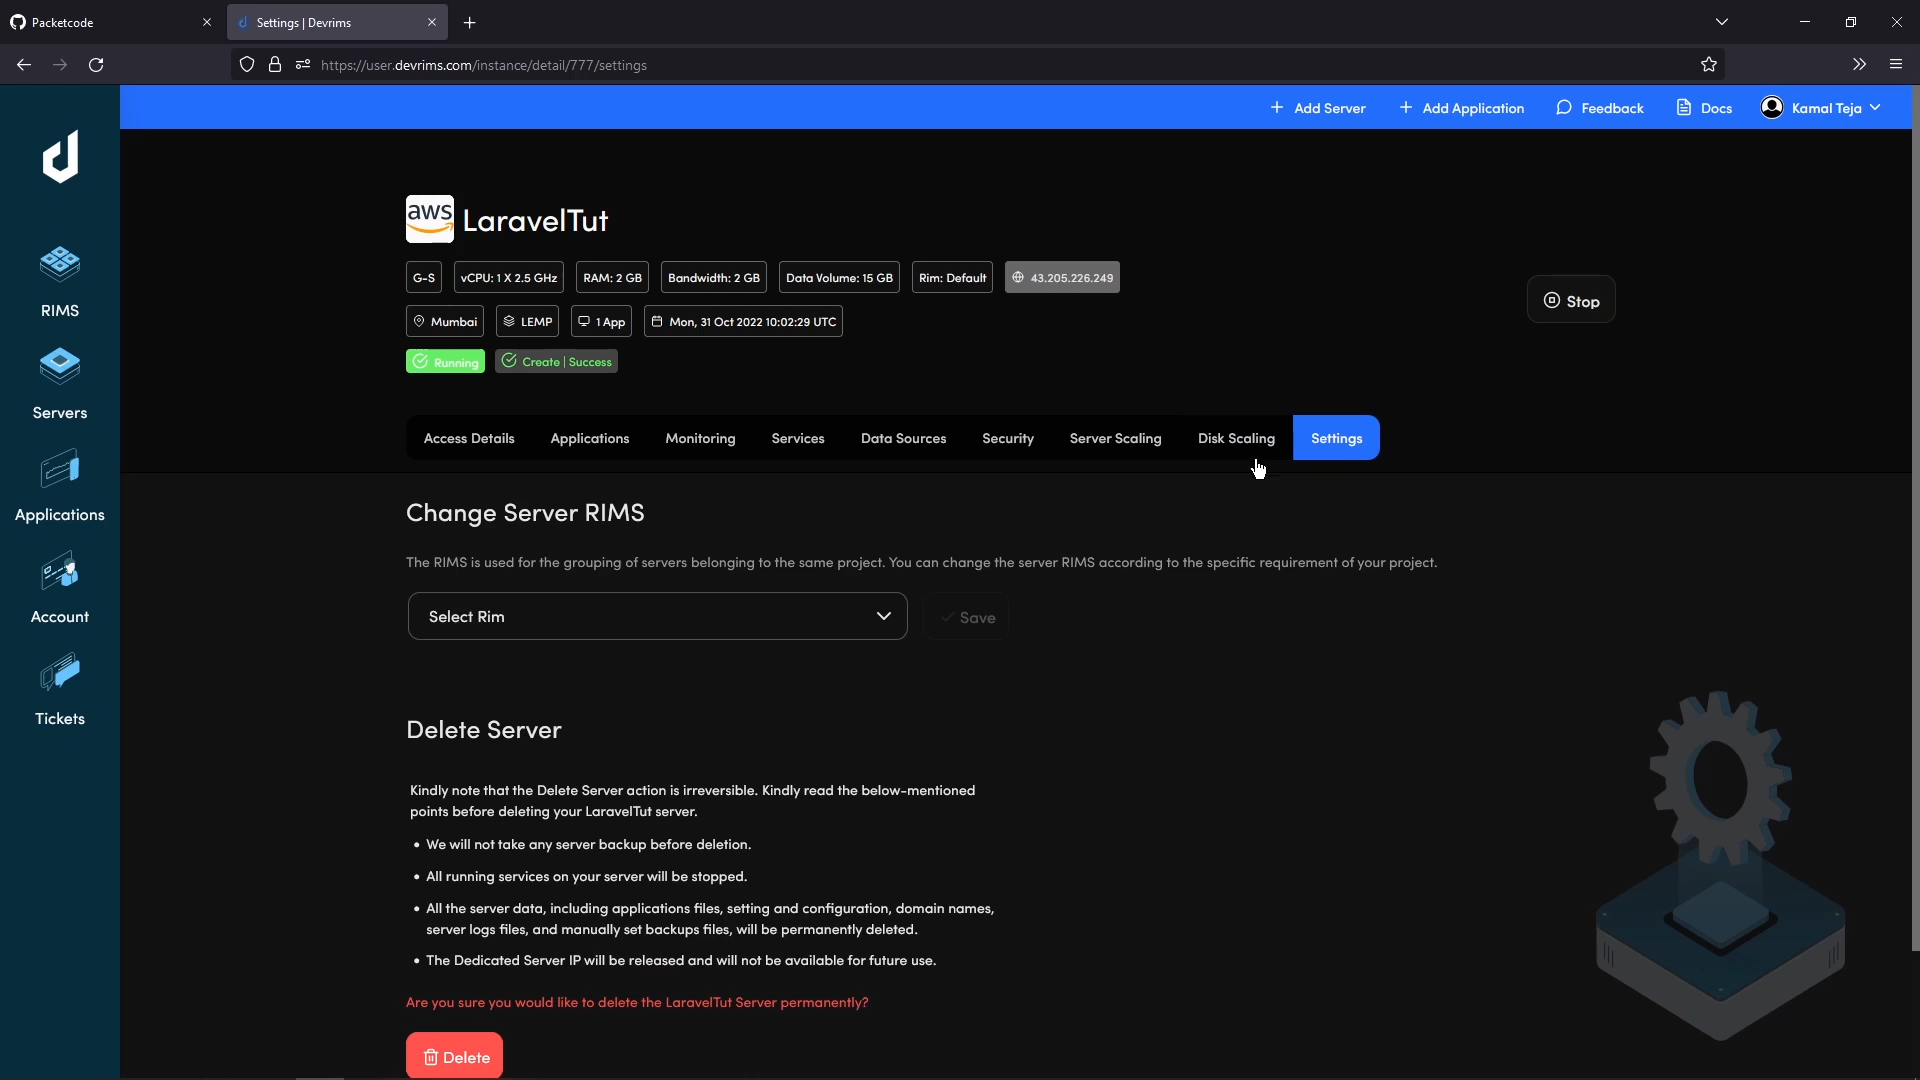 Packetcode
Settings | Devrims
https://user.devrims.com/instance/detail/777/settings
Add Server
Add Application
Feedback
Docs
Kamal Teja
aws
LaravelTut
G-S
vCPU: 1 X 2.5 GHz
RAM: 2 GB
Bandwidth: 2 GB
Data Volume: 15 GB
Rim: Default
43.205.226.249
Mumbai
LEMP
1 App
Mon, 31 Oct 2022 10:02:29 UTC
Running
Create | Success
Stop
RIMS
Servers
Applications
Account
Tickets
Access Details
Applications
Monitoring
Services
Data Sources
Security
Server Scaling
Disk Scaling
Settings
Change Server RIMS
The RIMS is used for the grouping of servers belonging to the same project. You can change the server RIMS according to the specific requirement of your project.
Select Rim
Save
Delete Server
Kindly note that the Delete Server action is irreversible. Kindly read the below-mentioned
points before deleting your LaravelTut server.
• We will not take any server backup before deletion.
• All running services on your server will be stopped.
• All the server data, including applications files, setting and configuration, domain names,
server logs files, and manually set backups files, will be permanently deleted.
• The Dedicated Server IP will be released and will not be available for future use.
Are you sure you would like to delete the LaravelTut Server permanently?
Delete